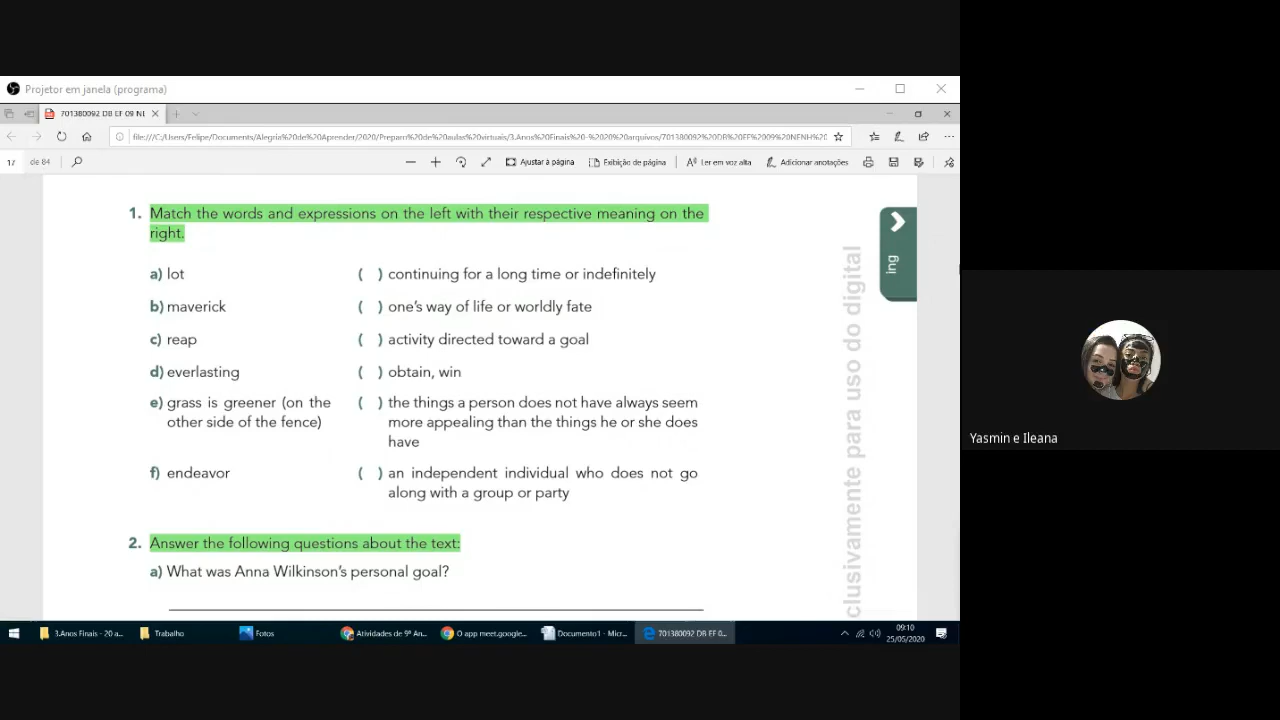 Projetor em janela (programa)
701380092 DB EF 09 NE
17 de 84
Ajustar à página
Exibição de página
Ler em voz alta
Adicionar anotações
1. Match the words and expressions on the left with their respective meaning on the
right.
a) lot ( ) continuing for a long time or indefinitely
b) maverick ( ) one's way of life or worldly fate
c) reap ( ) activity directed toward a goal
d) everlasting ( ) obtain, win
e) grass is greener (on the ( ) the things a person does not have always seem
other side of the fence) more appealing than the things he or she does
have
f) endeavor ( ) an independent individual who does not go
along with a group or party
2. Answer the following questions about the text:
a) What was Anna Wilkinson's personal goal?
ing
clusivamente para uso do digital
Yasmin e Ileana
3.Anos Finais - 20 a...
Trabalho
Fotos
Atividades de 9º An...
O app meet.google...
Documento1 - Micr...
701380092 DB EF 0...
09:10
25/05/2020